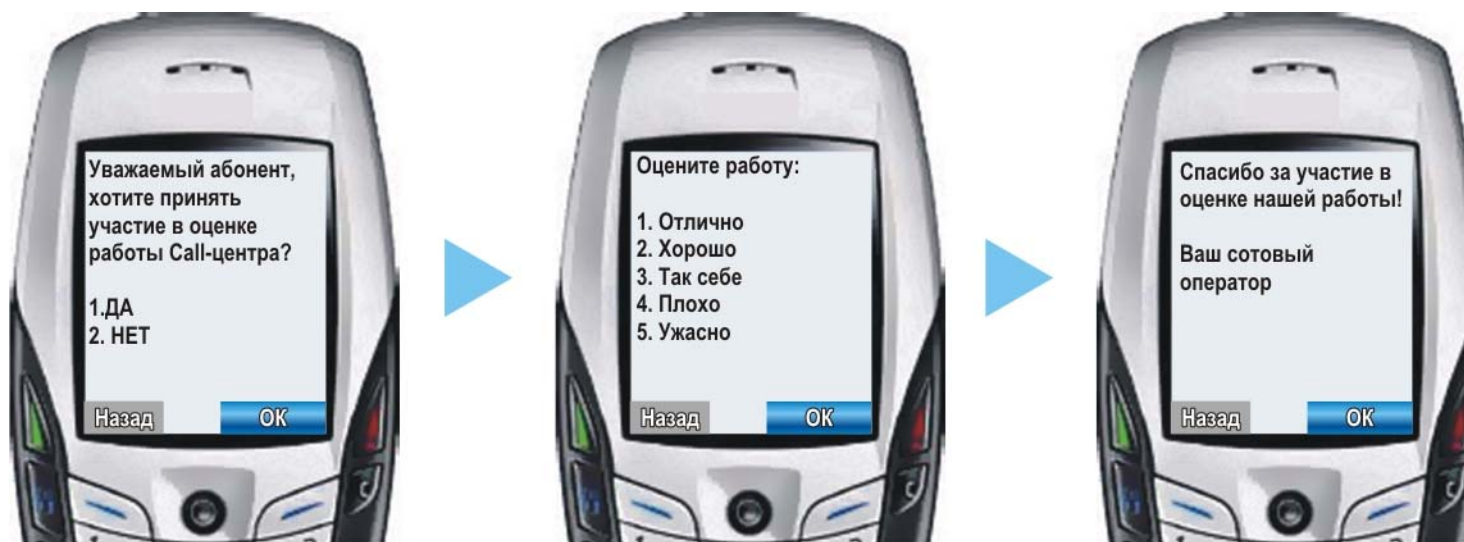 Уважаемый абонент,
хотите принять
участие в оценке
работы Call-центра?
1.ДА
2. НЕТ
Назад
OK
Оцените работу:
1. Отлично
2. Хорошо
3. Так себе
4. Плохо
5. Ужасно
Назад
OK
Спасибо за участие в
оценке нашей работы!
Ваш сотовый
оператор
Назад
OK